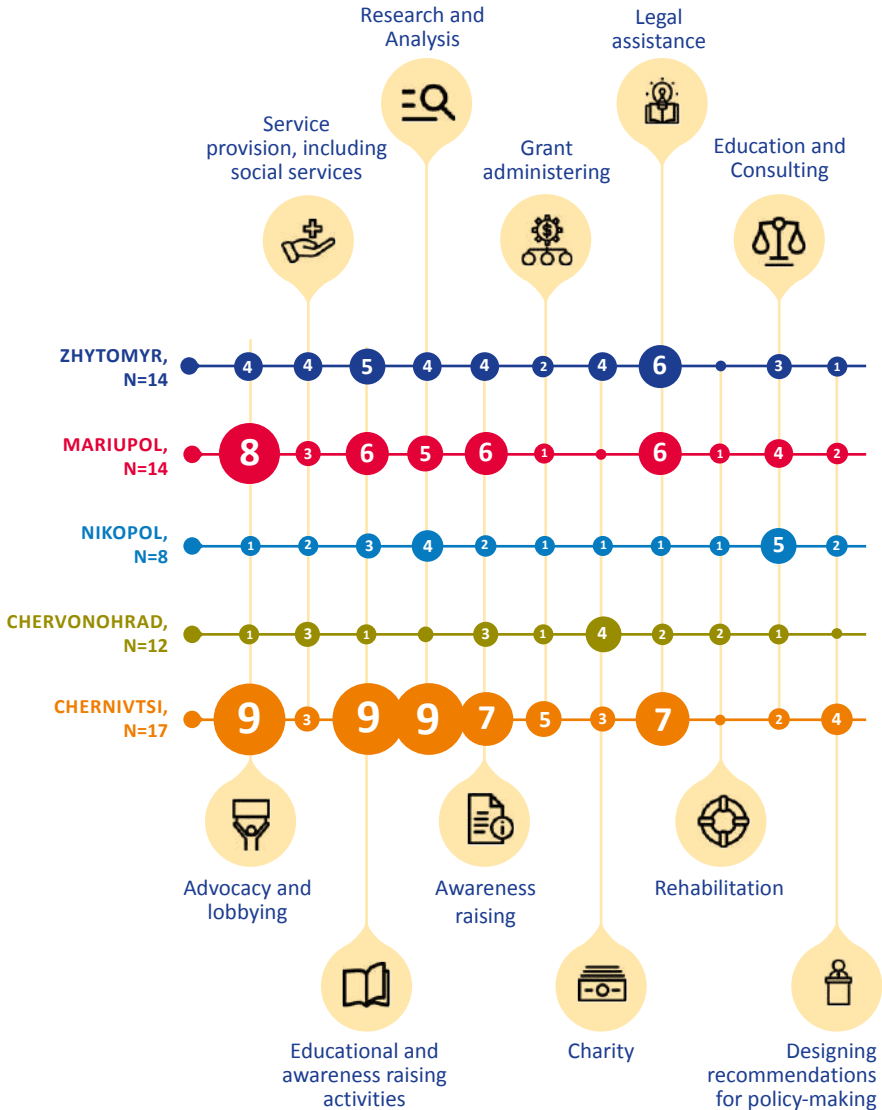 Research and
Analysis
Legal
assistance
Service
provision, including
social services
Grant
administering
Education and
Consulting
ZHYTOMYR,
N=14
4 4 5 4 4 2 4 6 3 1
MARIUPOL,
N=14
8 3 6 5 6 1 6 1 4 2
NIKOPOL,
N=8
1 2 3 4 2 1 1 1 1 5 2
CHERVONOHRAD,
N=12
1 3 1 3 1 4 2 2 1
CHERNIVTSI,
N=17
9 3 9 9 7 5 3 7 2 4
Advocacy and
lobbying
Awareness
raising
Rehabilitation
Educational and
awareness raising
activities
Charity
Designing
recommendations
for policy-making